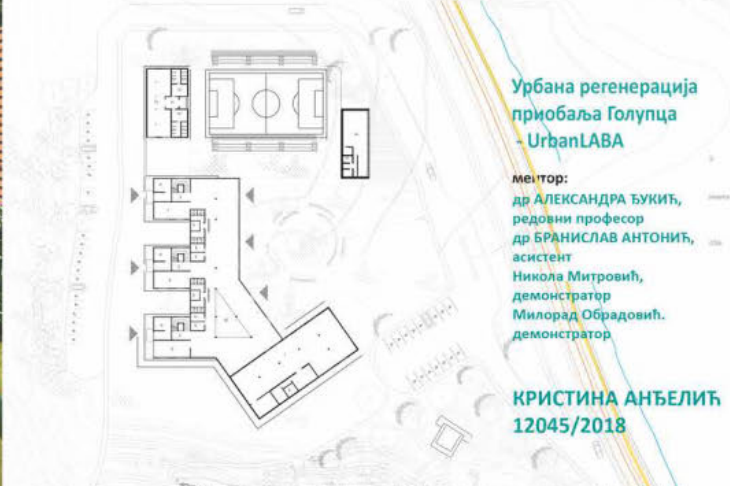 Урбана регенерација
приобаља Голупца
- UrbanLABA
ментор:
др АЛЕКСАНДРА ЂУКИЋ,
редовни професор
др БРАНИСЛАВ АНТОНИЋ,
асистент
Никола Митровић,
демонстратор
Милорад Обрадовић.
демонстратор
КРИСТИНА АНЂЕЛИЋ
12045/2018